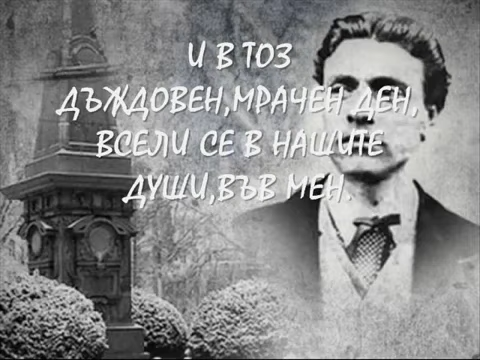 И В ТОЗ
ДЪЖДОВЕН,МРАЧЕН ДЕН,
ВСЕЛИ СЕ В НАШИТЕ
ДУШИ,ВЪВ МЕН.